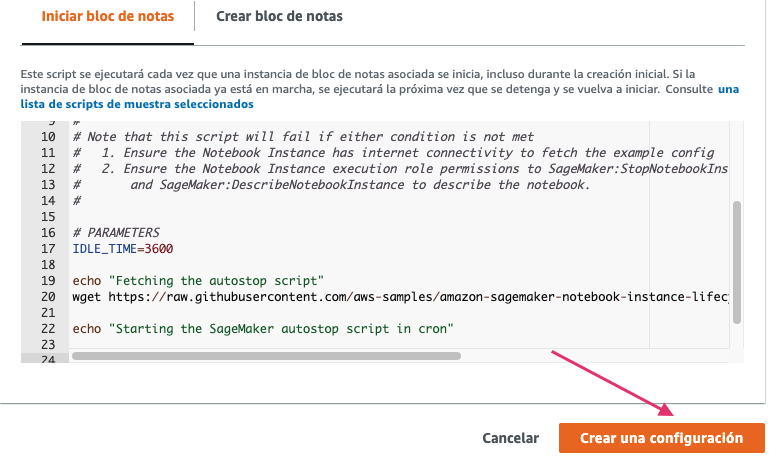 Iniciar bloc de notas
Crear bloc de notas
Este script se ejecutará cada vez que una instancia de bloc de notas asociada se inicia, incluso durante la creación inicial. Si la
instancia de bloc de notas asociada ya está en marcha, se ejecutará la próxima vez que se detenga y se vuelva a iniciar. Consulte una
lista de scripts de muestra seleccionados
9 #
10 # Note that this script will fail if either condition is not met
11 #   1. Ensure the Notebook Instance has internet connectivity to fetch the example config
12 #   2. Ensure the Notebook Instance execution role permissions to SageMaker:StopNotebookIns
13 #       and SageMaker:DescribeNotebookInstance to describe the notebook.
14 #
15
16 # PARAMETERS
17 IDLE_TIME=3600
18
19 echo "Fetching the autostop script"
20 wget https://raw.githubusercontent.com/aws-samples/amazon-sagemaker-notebook-instance-lifec
21
22 echo "Starting the SageMaker autostop script in cron"
23
24
Cancelar
Crear una configuración